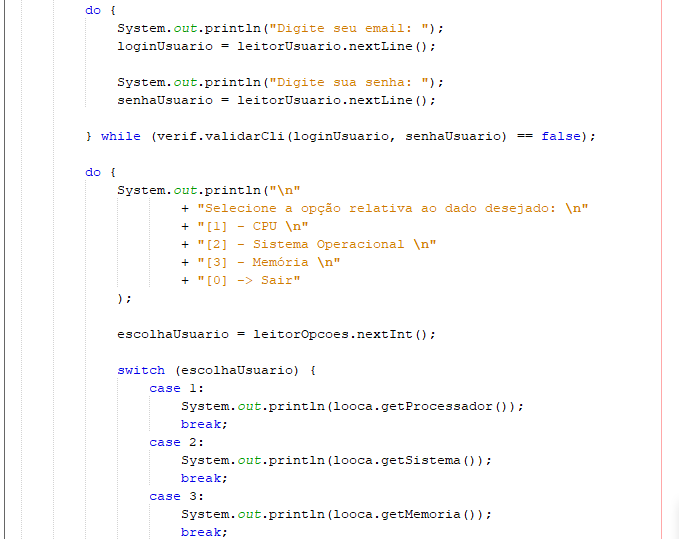 do {
System.out.println("Digite seu email: ");
loginUsuario = leitorUsuario.nextLine();
System.out.println("Digite sua senha: ");
senhaUsuario = leitorUsuario.nextLine();
} while (verif.validarCli(loginUsuario, senhaUsuario) == false);
do {
System.out.println("\n"
+ "Selecione a opção relativa ao dado desejado: \n"
+ "[1] - CPU \n"
+ "[2] - Sistema Operacional \n"
+ "[3] - Memória \n"
+ "[0] -> Sair"
);
escolhaUsuario = leitorOpcoes.nextInt();
switch (escolhaUsuario) {
case 1:
System.out.println(looca.getProcessador());
break;
case 2:
System.out.println(looca.getSistema());
break;
case 3:
System.out.println(looca.getMemoria());
break;